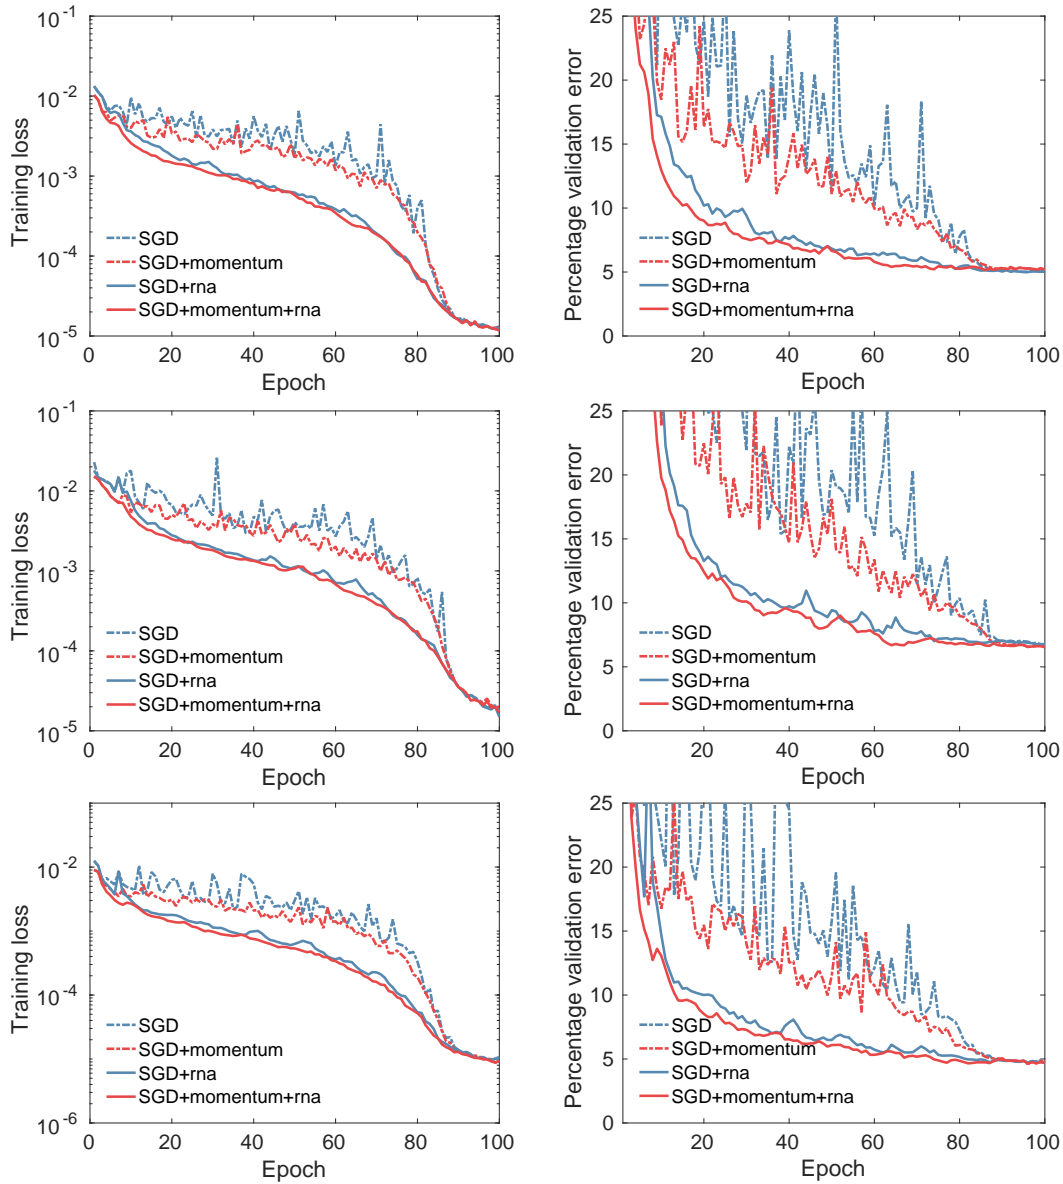 10^-1
10^-2
10^-3
10^-4
10^-5
0 20 40 60 80 100
Epoch
Training loss
SGD
SGD+momentum
SGD+rna
SGD+momentum+rna
25
20
15
10
5
0
20 40 60 80 100
Epoch
Percentage validation error
SGD
SGD+momentum
SGD+rna
SGD+momentum+rna
10^-1
10^-2
10^-3
10^-4
10^-5
0 20 40 60 80 100
Epoch
Training loss
SGD
SGD+momentum
SGD+rna
SGD+momentum+rna
25
20
15
10
5
0
20 40 60 80 100
Epoch
Percentage validation error
SGD
SGD+momentum
SGD+rna
SGD+momentum+rna
10^-2
10^-4
10^-6
0 20 40 60 80 100
Epoch
Training loss
SGD
SGD+momentum
SGD+rna
SGD+momentum+rna
25
20
15
10
5
0
20 40 60 80 100
Epoch
Percentage validation error
SGD
SGD+momentum
SGD+rna
SGD+momentum+rna